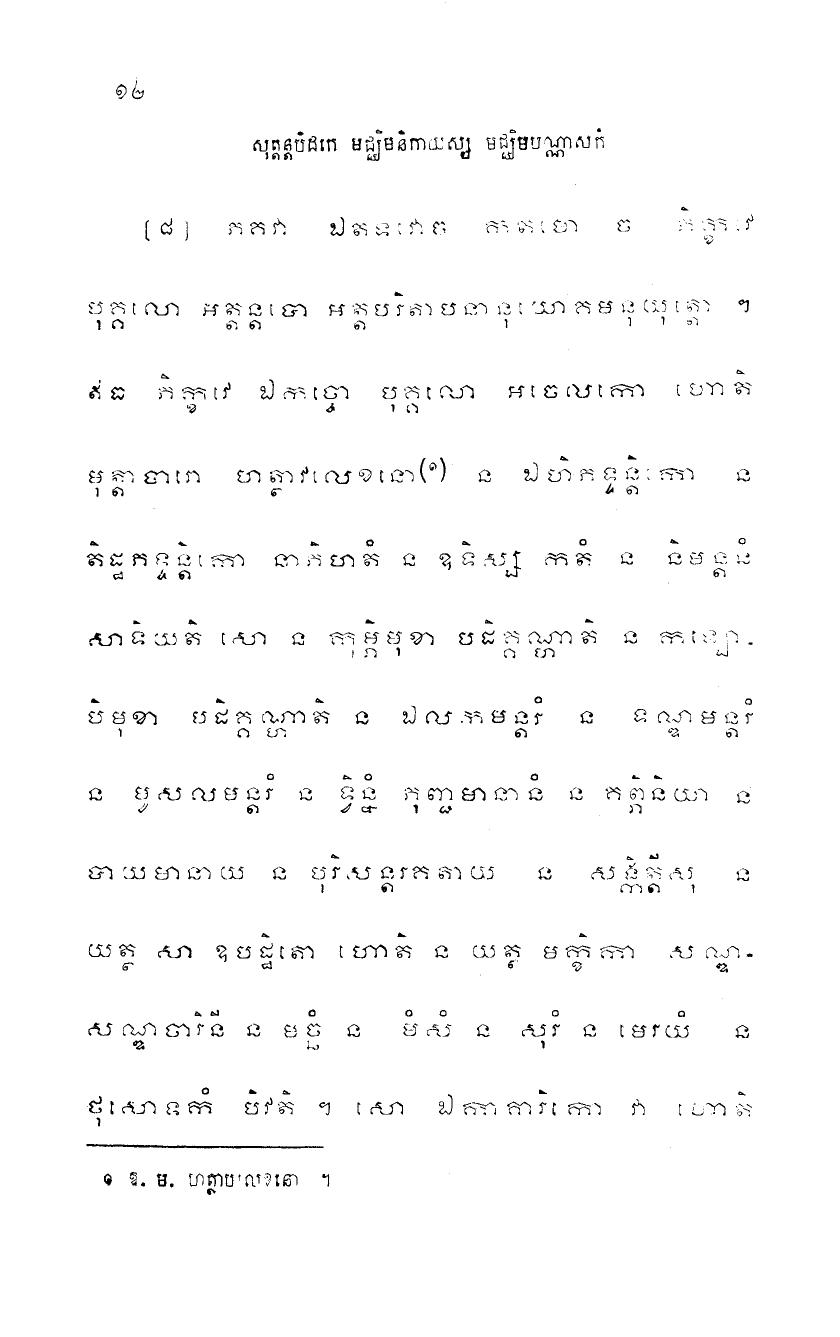 ១២
សុត្តន្តបិដកេ មជ្ឈិមនិកាយស្ស មជ្ឈិមបណ្ណាសកំ
[៨] ភគវា ឯតទវោច កតមោ ច ភិក្ខវេ
បុគ្គលោ អត្តន្តបោ អត្តបរិតាបនានុយោគមនុយុត្តោ ។
ឥធ ភិក្ខវេ ឯកច្ចោ បុគ្គលោ អចេលកោ ហោតិ
មុត្តាចារោ ហត្ថាវលេខនោ(១) ន ឯហិភទ្ទន្តិកោ ន
តិដ្ឋភទ្ទន្តិកោ នាភិហតំ ន ឧទិស្ស កតំ ន និមន្តនំ
សាទិយតិ សោ ន កុម្ភិមុខា បដិគ្គណ្ហាតិ ន កឡោ-
បិមុខា បដិគ្គណ្ហាតិ ន ឯលកមន្តរំ ន ទណ្ឌមន្តរំ
ន មូសលមន្តរំ ន ទ្វិន្នំ ភុញ្ជមានានំ ន គព្ភិនិយា ន
បាយមានាយ ន បុរិសន្តរគតាយ ន សង្កិត្តីសុ ន
យត្ថ សា ឧបដ្ឋិតោ ហោតិ ន យត្ថ មក្ខិកា សណ្ឌ-
សណ្ឌចារិនី ន មច្ឆំ ន មំសំ ន សុរំ ន មេរយំ ន
ថុសោទកំ បិវតិ ។ សោ ឯកាគារិកោ វា ហោតិ
១ ឱ. ម. ហត្ថាបលេខនោ ។